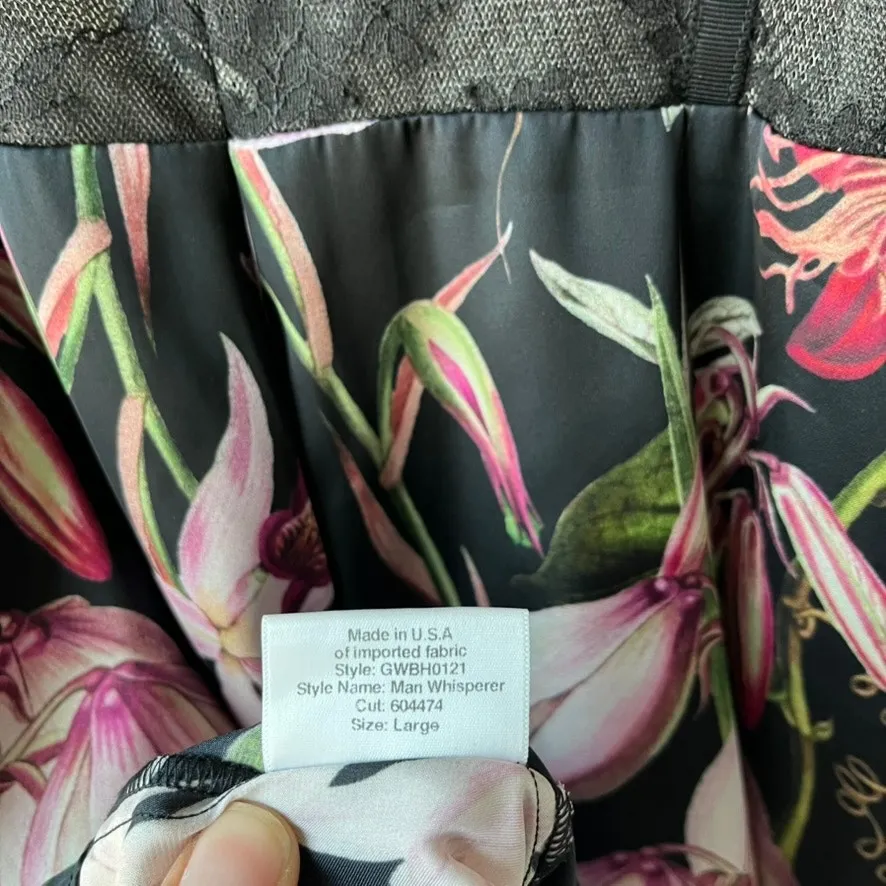 Made in U.S.A
of imported fabric
Style: GWBH0121
Style Name: Man Whisperer
Cut: 604474
Size: Large